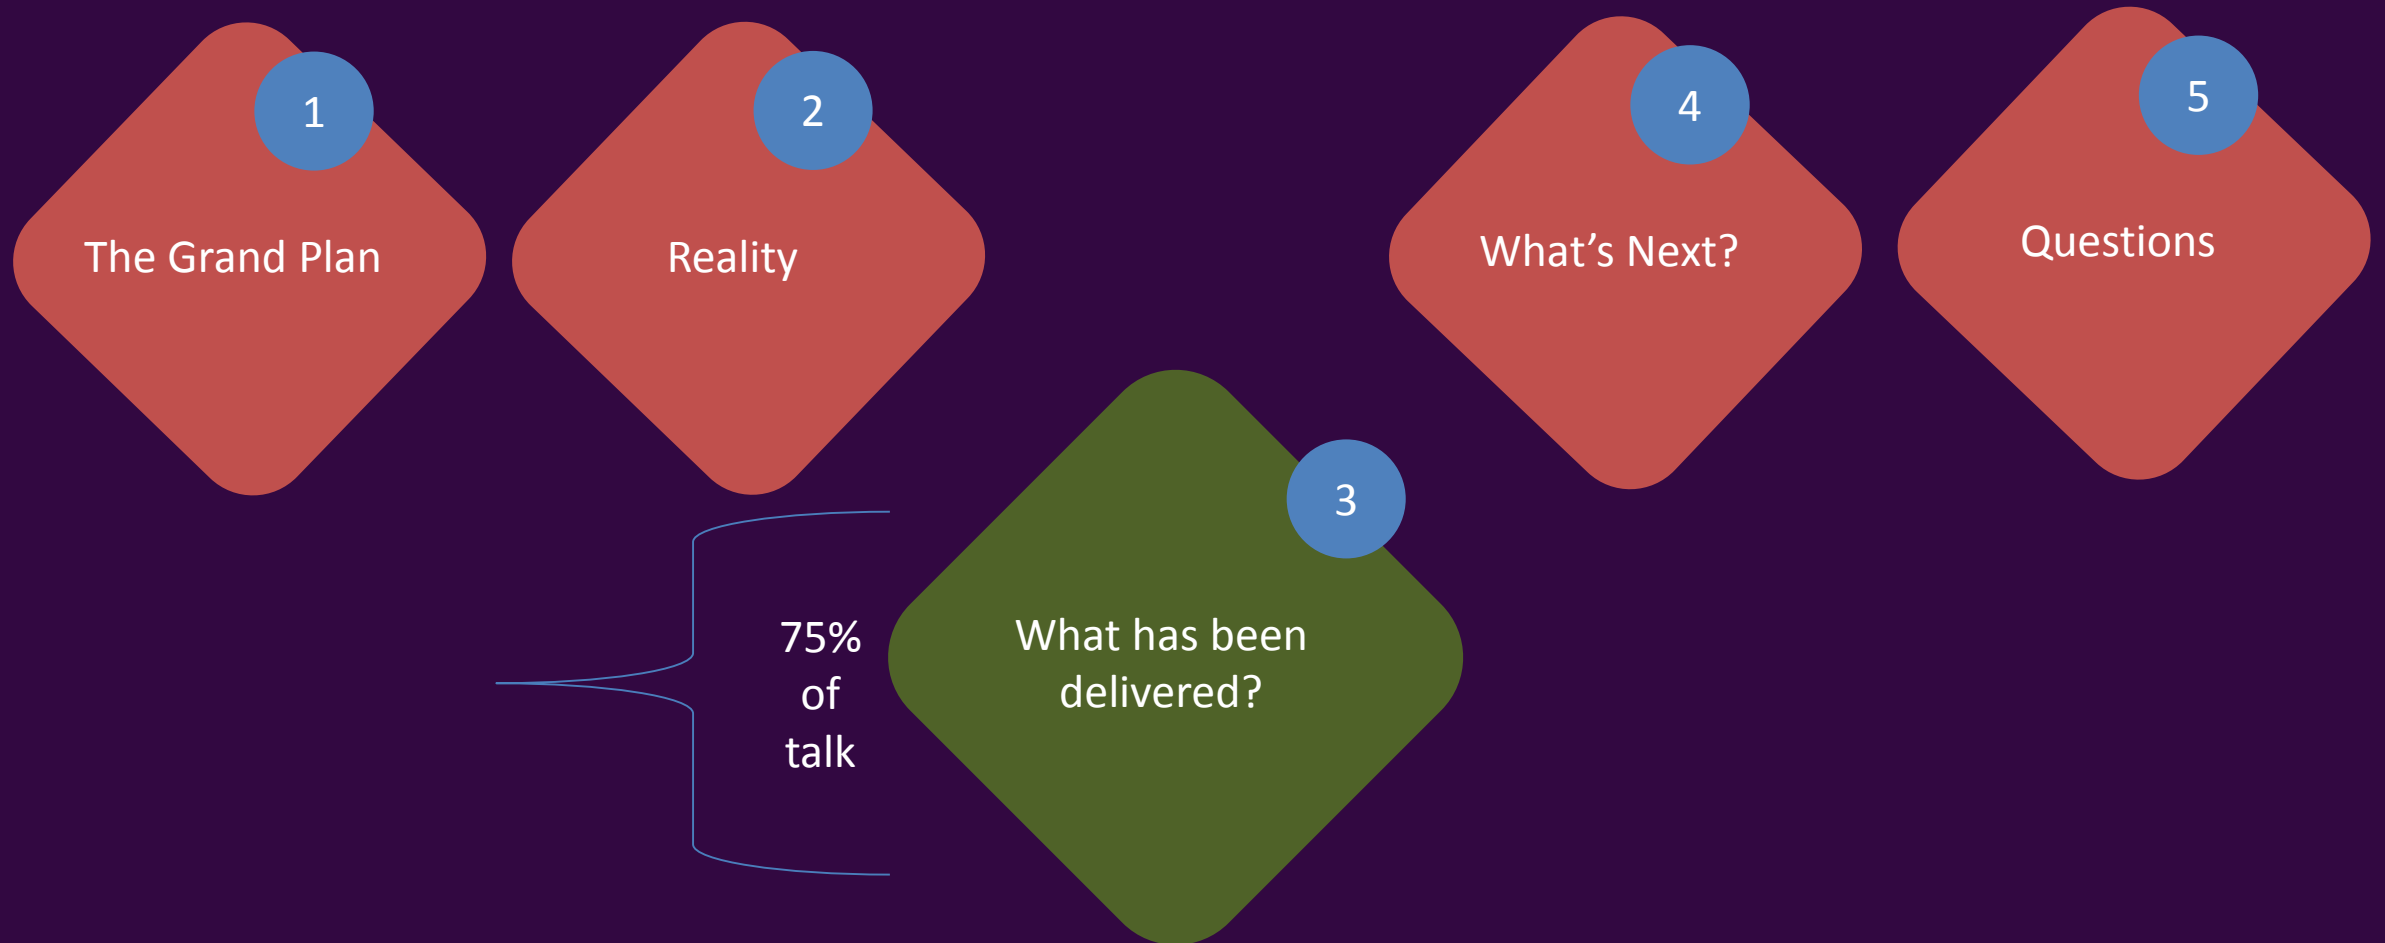 1
The Grand Plan
2
Reality
3
What has been
delivered?
75%
of
talk
4
What’s Next?
5
Questions